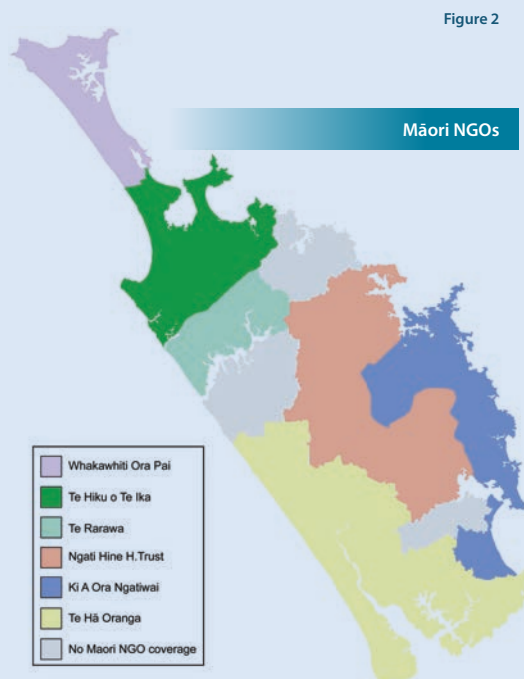 Figure 2
Māori NGOs
Whakawhiti Ora Pai
Te Hiku o Te Ika
Te Rarawa
Ngati Hine H.Trust
Ki A Ora Ngatiwai
Te Hā Oranga
No Maori NGO coverage